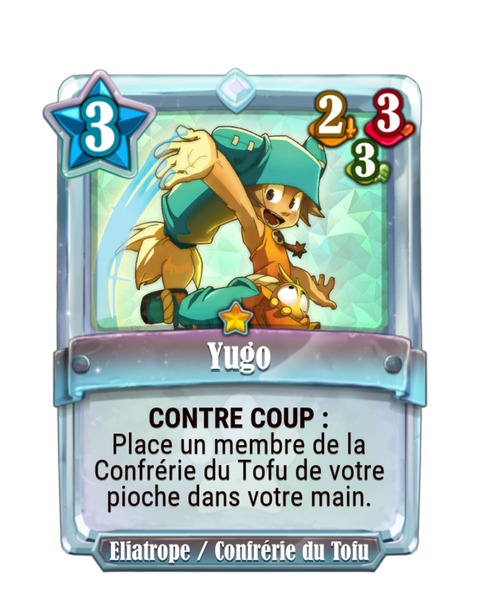 3
2 3
3
Yugo
CONTRE COUP :
Place un membre de la
Confrérie du Tofu de votre
pioche dans votre main.
Eliatrope / Confrérie du Tofu